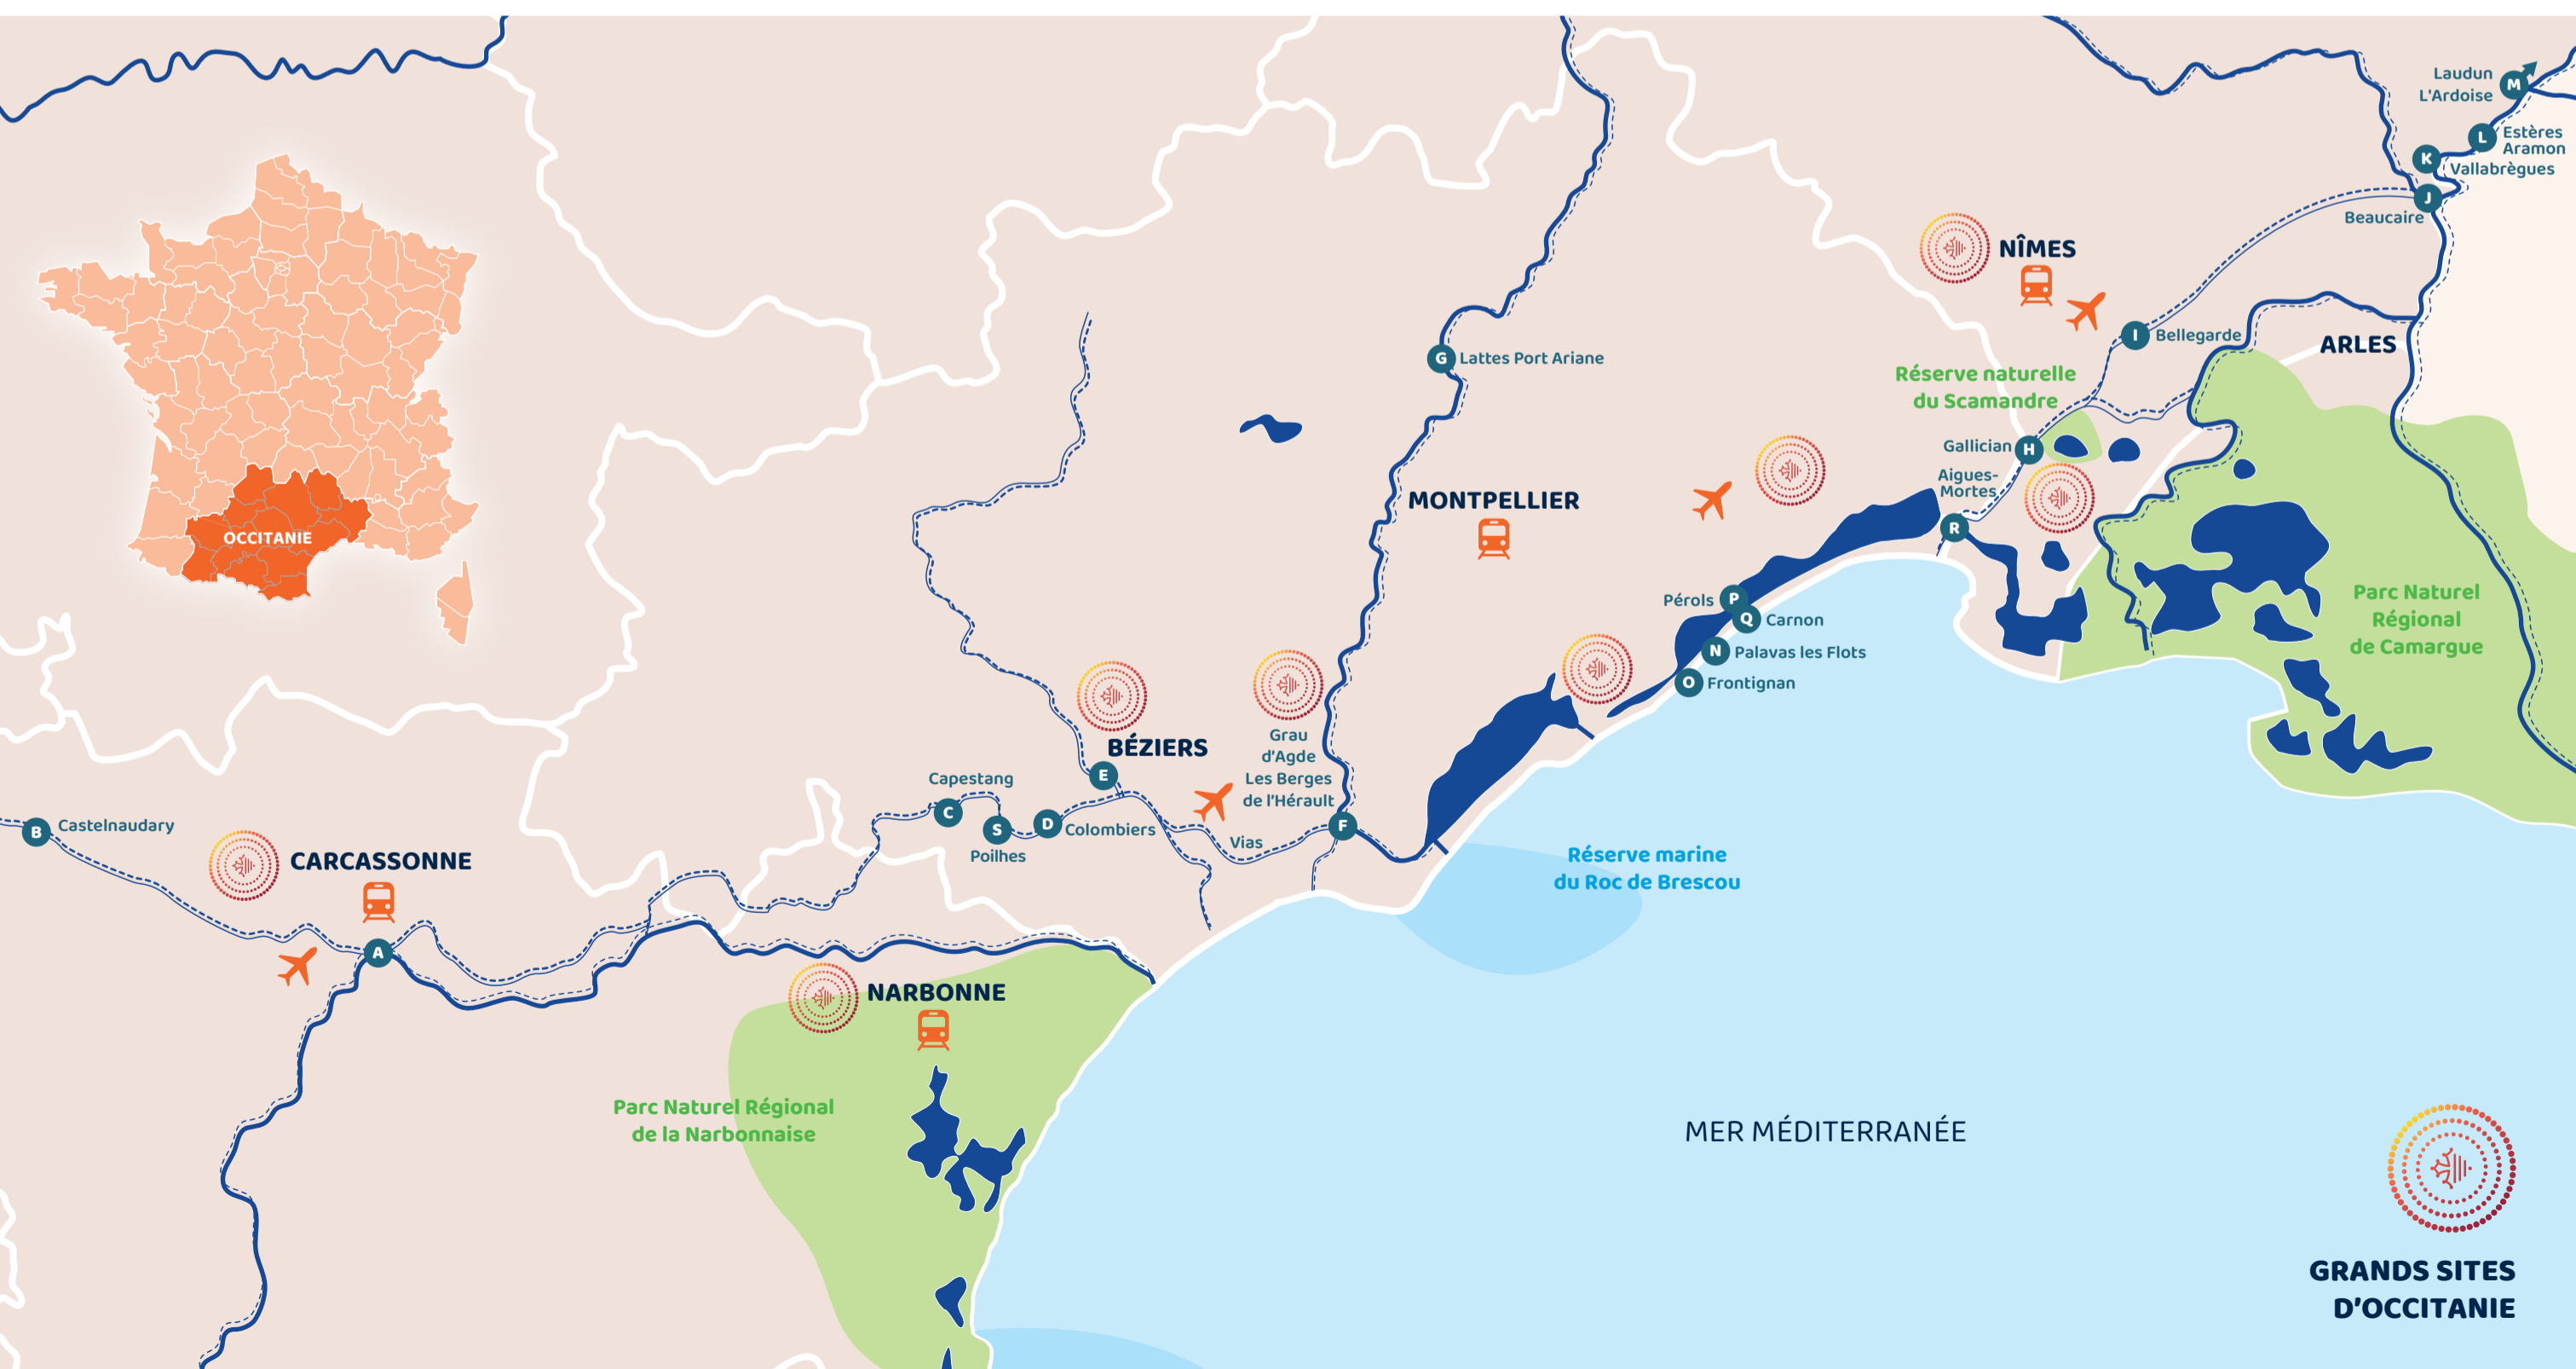 OCCITANIE
Laudun
L'Ardoise
M
L
Estères
Aramon
K
Vallabrègues
J
Beaucaire
NÎMES
I
Bellegarde
ARLES
G
Lattes Port Ariane
Réserve naturelle
du Scamandre
Gallician
H
Aigues-
Mortes
R
MONTPELLIER
Pérols
P
Q
Carnon
N
Palavas les Flots
O
Frontignan
Parc Naturel
Régional
de Camargue
BÉZIERS
E
Grau
d'Agde
Les Berges
de l'Hérault
F
Capestang
C
S
Poilhes
D
Colombiers
Vias
B
Castelnaudary
CARCASSONNE
A
Réserve marine
du Roc de Brescou
NARBONNE
Parc Naturel Régional
de la Narbonnaise
MER MÉDITERRANÉE
GRANDS SITES
D'OCCITANIE